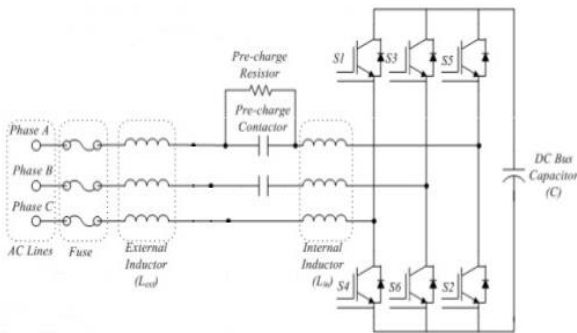 Pre-charge
Resistor
S1
S3
S5
Pre-charge
Contactor
Phase A
Phase B
Phase C
DC Bus
Capacitor
(C)
AC Lines
Fuse
External
Inductor
(Lext)
Internal
Inductor
(Lin)
S4
S6
S2